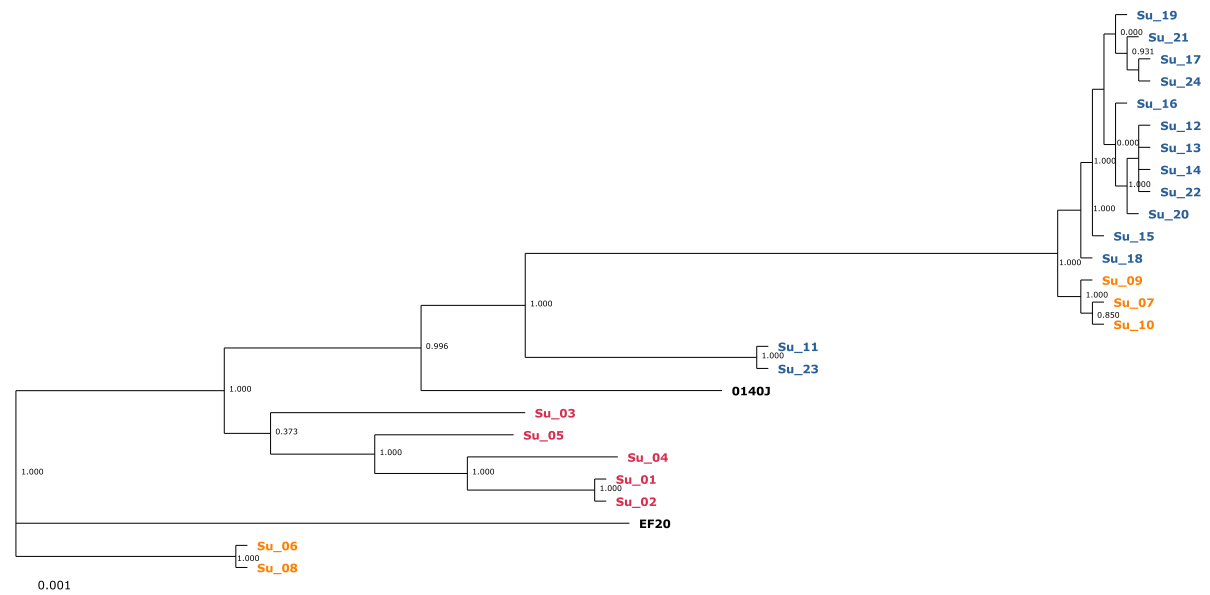 Su_19
0.000
Su_21
0.931
Su_17
Su_24
Su_16
Su_12
0.000
Su_13
1.000
Su_14
1.000
Su_22
1.000
Su_20
Su_15
1.000
Su_18
Su_09
1.000
Su_07
0.850
Su_10
1.000
0.996
Su_11
1.000
Su_23
1.000
0140J
Su_03
0.373
Su_05
1.000
Su_04
1.000
Su_01
1.000
Su_02
1.000
EF20
Su_06
1.000
Su_08
0.001